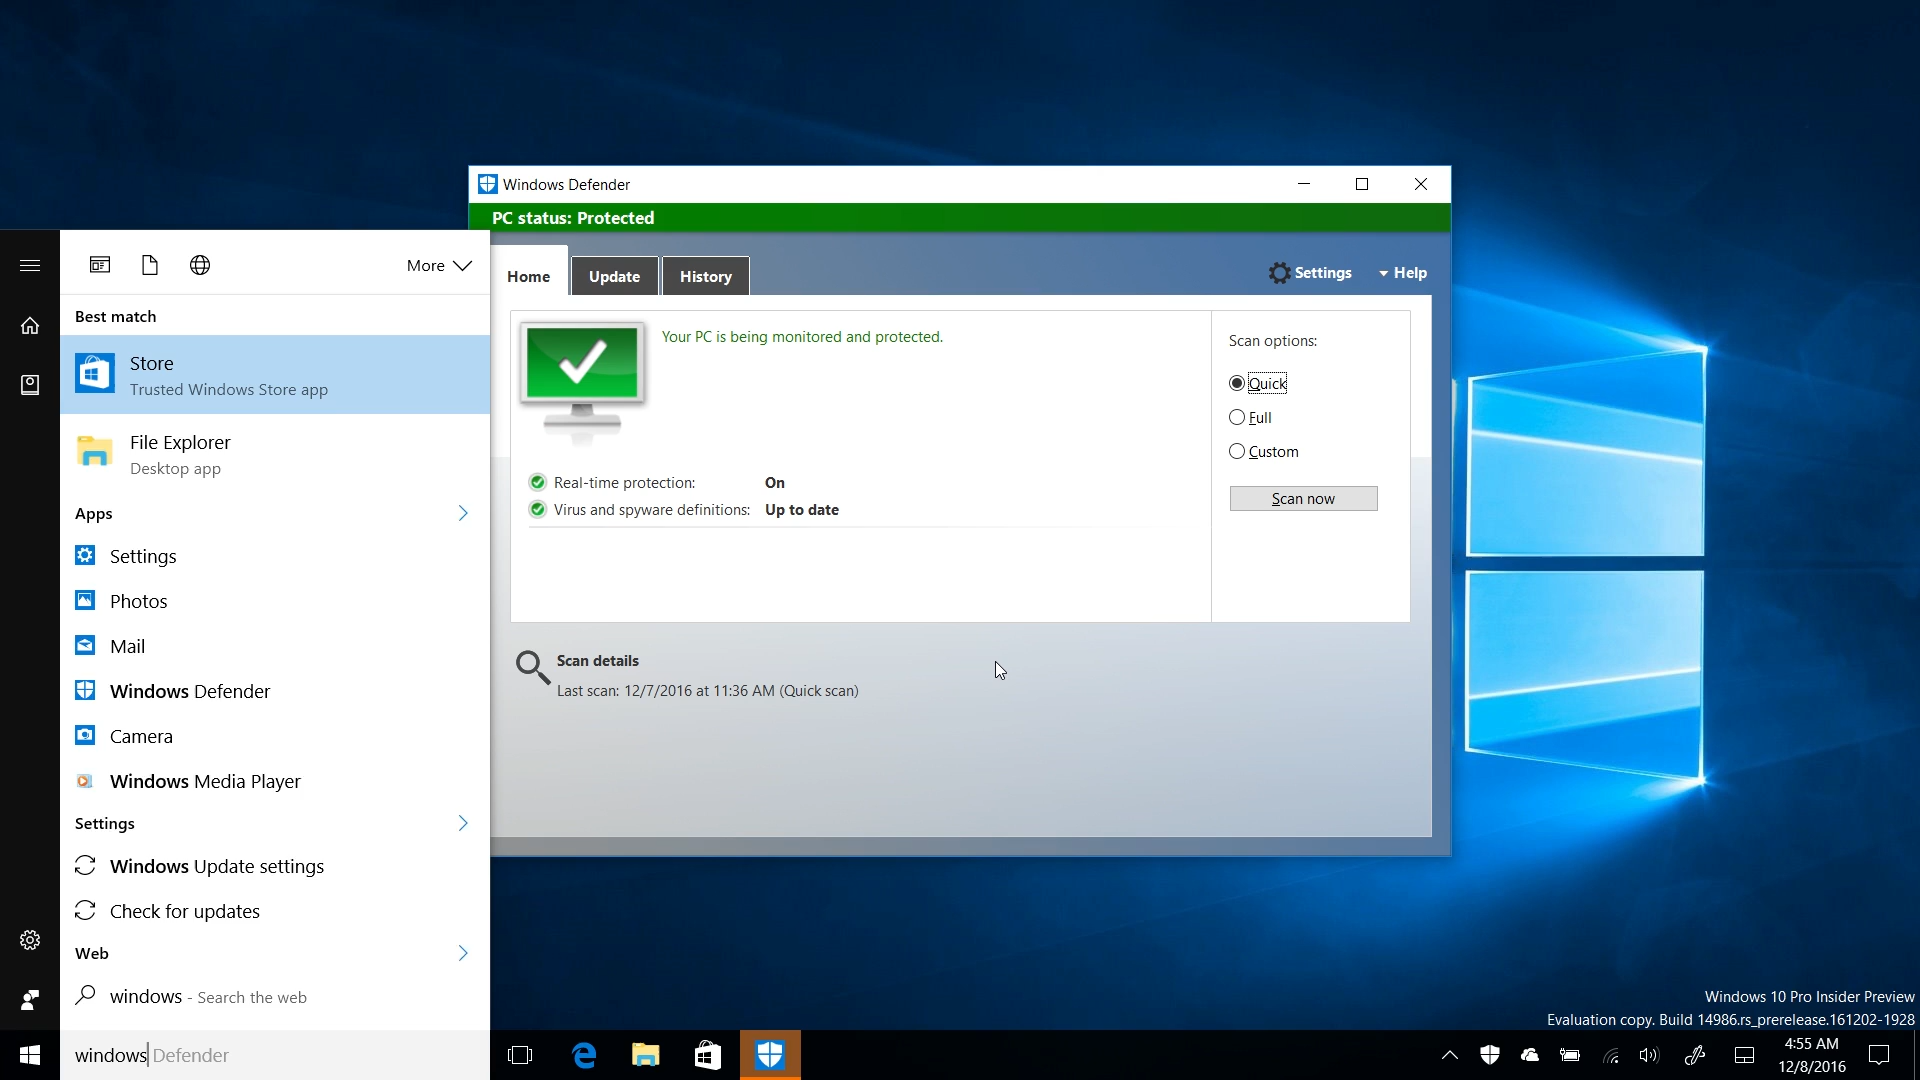 Windows Defender
PC status: Protected
Home
Update
History
Settings
Help
Your PC is being monitored and protected.
Real-time protection: On
Virus and spyware definitions: Up to date
Scan options:
Quick
Full
Custom
Scan now
Scan details
Last scan: 12/7/2016 at 11:36 AM (Quick scan)
More
Best match
Store
Trusted Windows Store app
File Explorer
Desktop app
Apps
Settings
Photos
Mail
Windows Defender
Camera
Windows Media Player
Settings
Windows Update settings
Check for updates
Web
windows - Search the web
windows Defender
Windows 10 Pro Insider Preview
Evaluation copy. Build 14986.rs_prerelease.161202-1928
4:55 AM
12/8/2016